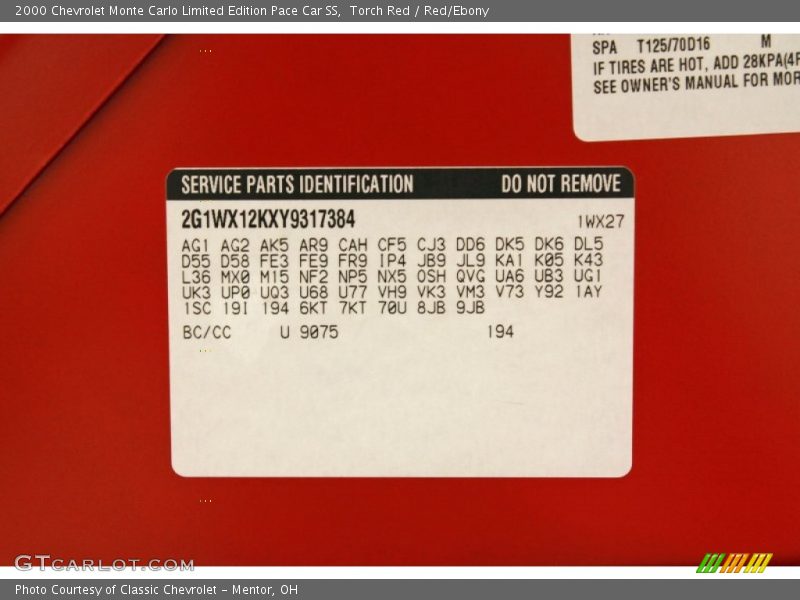 2000 Chevrolet Monte Carlo Limited Edition Pace Car SS, Torch Red / Red/Ebony
SPA T125/70D16 M
IF TIRES ARE HOT, ADD 28KPA(4P
SEE OWNER'S MANUAL FOR MOR
SERVICE PARTS IDENTIFICATION DO NOT REMOVE
2G1WX12KXY9317384 1WX27
AG1 AG2 AK5 AR9 CAH CF5 CJ3 DD6 DK5 DK6 DL5
D55 D58 FE3 FE9 FR9 IP4 JB9 JL9 KA1 K05 K43
L36 MX0 M15 NF2 NP5 NX5 OSH QVG UA6 UB3 UG1
UK3 UP0 UQ3 U68 U77 VH9 VK3 VM3 V73 Y92 1AY
1SC 19I 194 6KT 7KT 70U 8JB 9JB
BC/CC U 9075 194
GTCARLOT.COM
Photo Courtesy of Classic Chevrolet - Mentor, OH